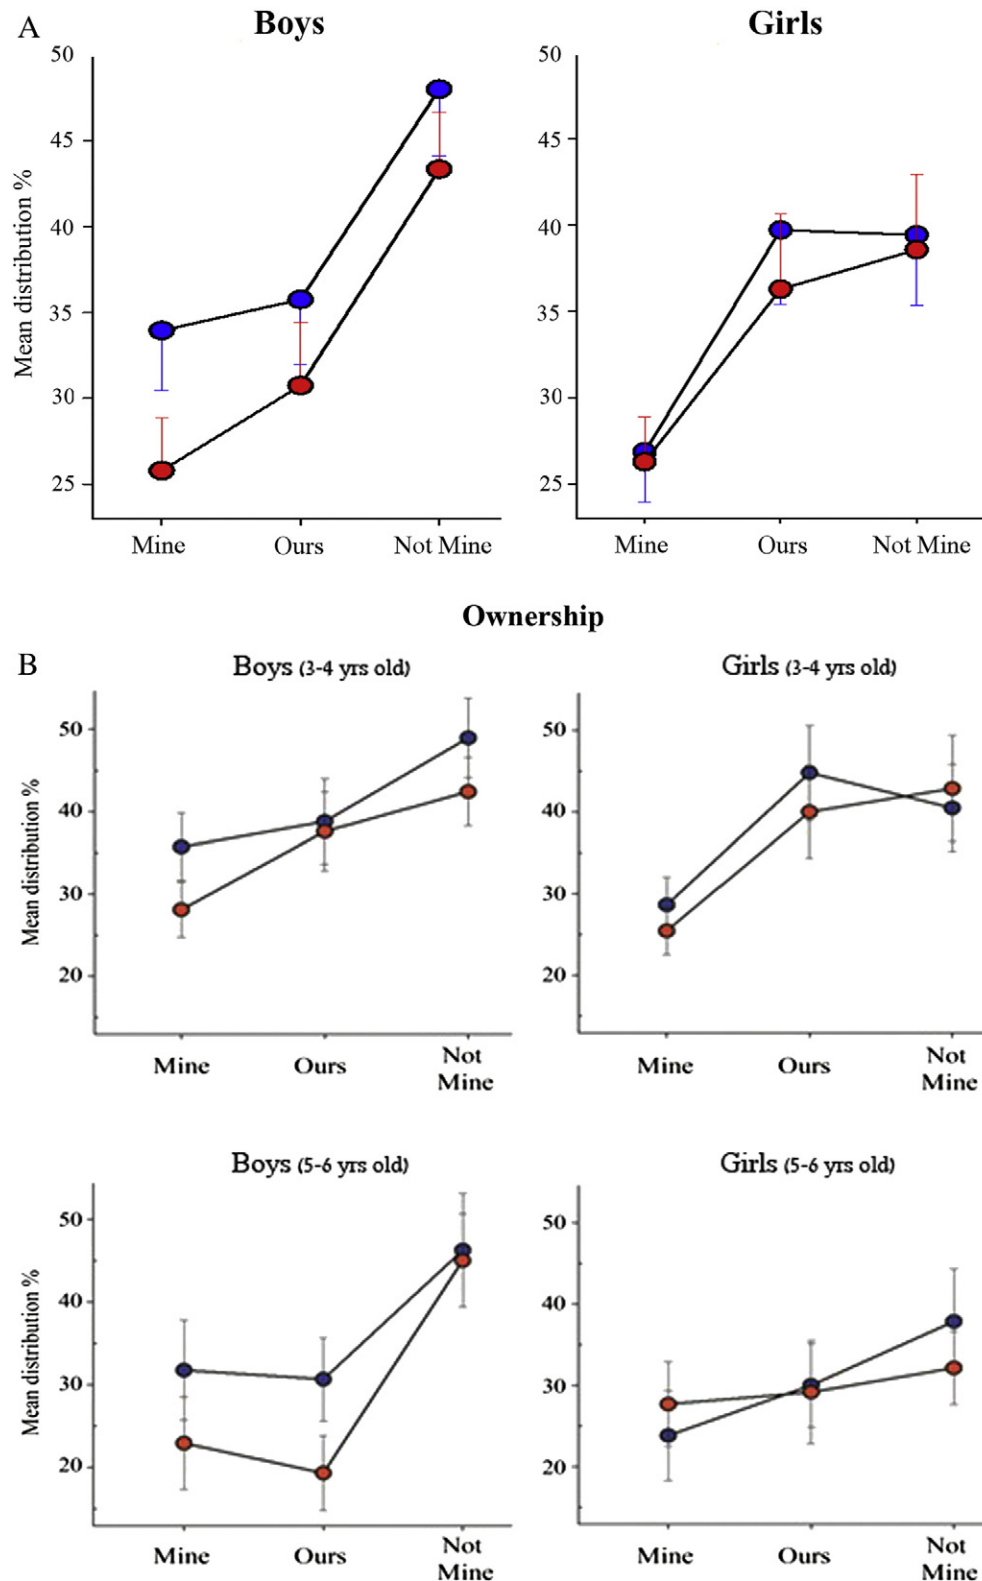 A
Boys
Girls
50
45
40
35
30
25
Mean distribution %
Mine
Ours
Not Mine
50
45
40
35
30
25
Mine
Ours
Not Mine
Ownership
B
Boys (3-4 yrs old)
Girls (3-4 yrs old)
50
40
30
20
Mean distribution %
Mine
Ours
Not
Mine
50
40
30
20
Mine
Ours
Not
Mine
Boys (5-6 yrs old)
Girls (5-6 yrs old)
50
40
30
20
Mean distribution %
Mine
Ours
Not
Mine
50
40
30
20
Mine
Ours
Not
Mine